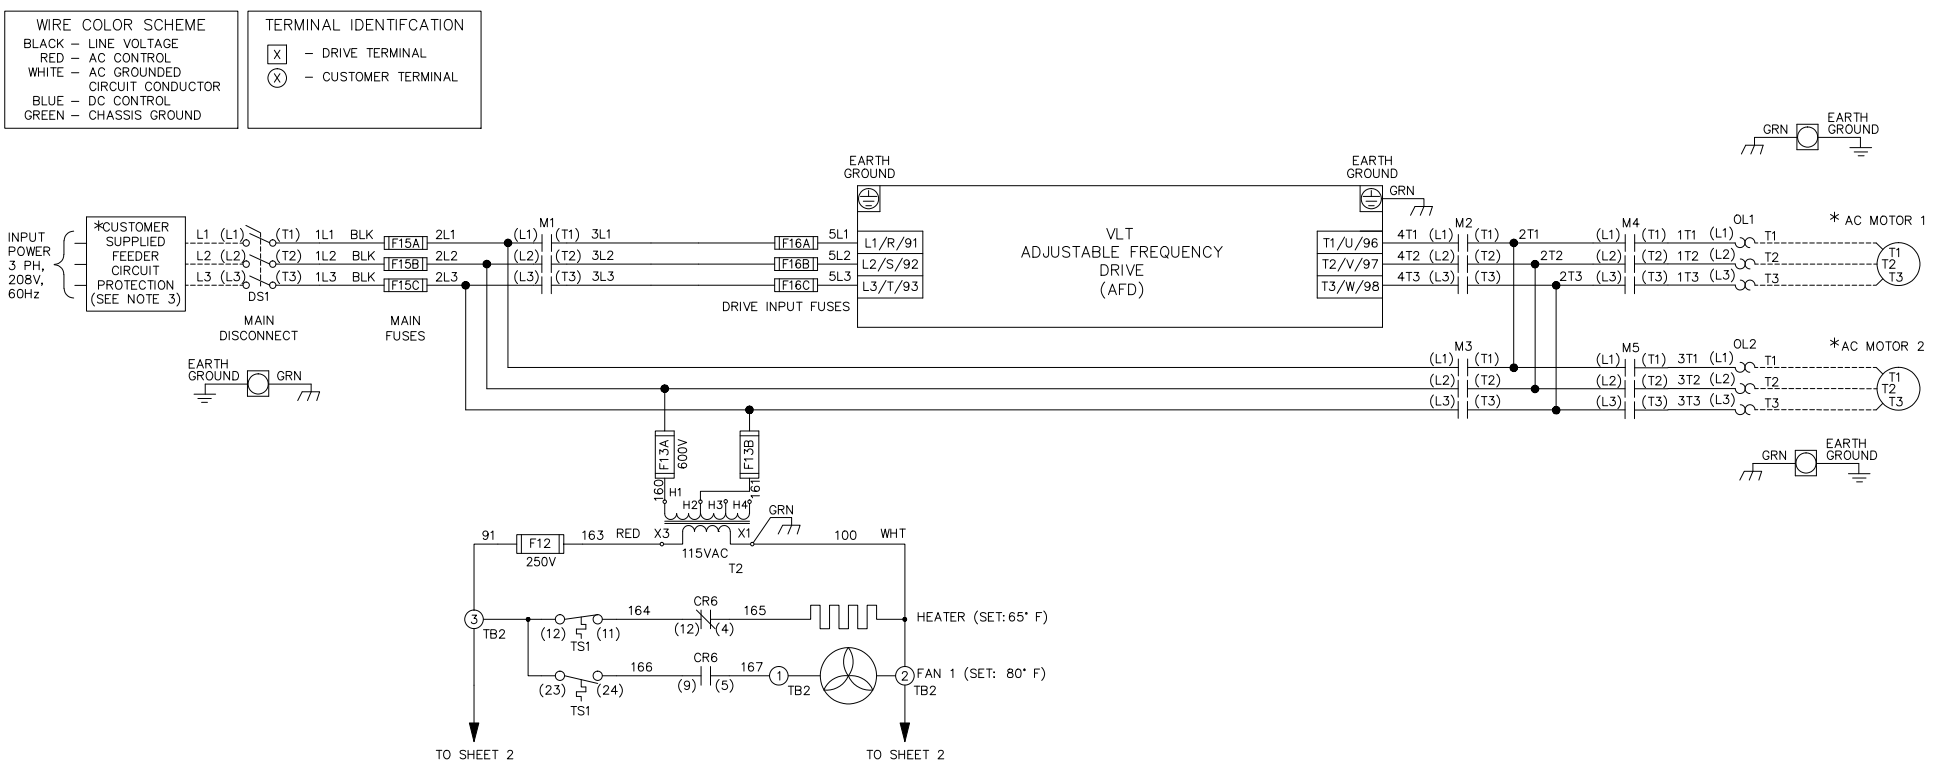 WIRE COLOR SCHEME
BLACK – LINE VOLTAGE
RED – AC CONTROL
WHITE – AC GROUNDED
CIRCUIT CONDUCTOR
BLUE – DC CONTROL
GREEN – CHASSIS GROUND
TERMINAL IDENTIFCATION
X – DRIVE TERMINAL
X – CUSTOMER TERMINAL
GRN
EARTH
GROUND
INPUT
POWER
3 PH,
208V,
60Hz
*CUSTOMER
SUPPLIED
FEEDER
CIRCUIT
PROTECTION
(SEE NOTE 3)
L1 (L1) (T1) 1L1 BLK F15A 2L1
L2 (L2) 1L2 BLK F15B 2L2
L3 (L3) (T3) 1L3 BLK F15C 2L3
DS1
MAIN
DISCONNECT
MAIN
FUSES
EARTH
GROUND
GRN
M1
(L1) (T1) 3L1 F16A 5L1
(L2) (T2) 3L2 F16B 5L2
(L3) (T3) 3L3 F16C 5L3
DRIVE INPUT FUSES
EARTH
GROUND
L1/R/91
L2/S/92
L3/T/93
VLT
ADJUSTABLE FREQUENCY
DRIVE
(AFD)
EARTH
GROUND
GRN
T1/U/96
T2/V/97
T3/W/98
M2
4T1 (L1) (T1) 2T1
4T2 (L2) (T2) 2T2
4T3 (L3) (T3) 2T3
M4
OL1
(L1) (T1) 1T1 (L1) T1
(L2) (T2) 1T2 (L2) T2
(L3) (T3) 1T3 (L3) T3
* AC MOTOR 1
T1
T2
T3
M3
(L1) (T1)
(L2) (T2)
(L3) (T3)
M5
OL2
(L1) (T1) 3T1 (L1) T1
(L2) (T2) 3T2 (L2) T2
(L3) (T3) 3T3 (L3) T3
* AC MOTOR 2
T1
T2
T3
GRN
EARTH
GROUND
F13A
600V
F13B
160
161
H1
H2 H3 H4
GRN
91 F12 163 RED X3 X1 100 WHT
250V
115VAC
T2
3
TB2
164 CR6 165
(12) (11) (12) (4)
TS1
HEATER (SET:65° F)
166 CR6 167 1
(23) (24) (9) (5) TB2
TS1
2
TB2
FAN 1 (SET: 80° F)
TO SHEET 2
TO SHEET 2